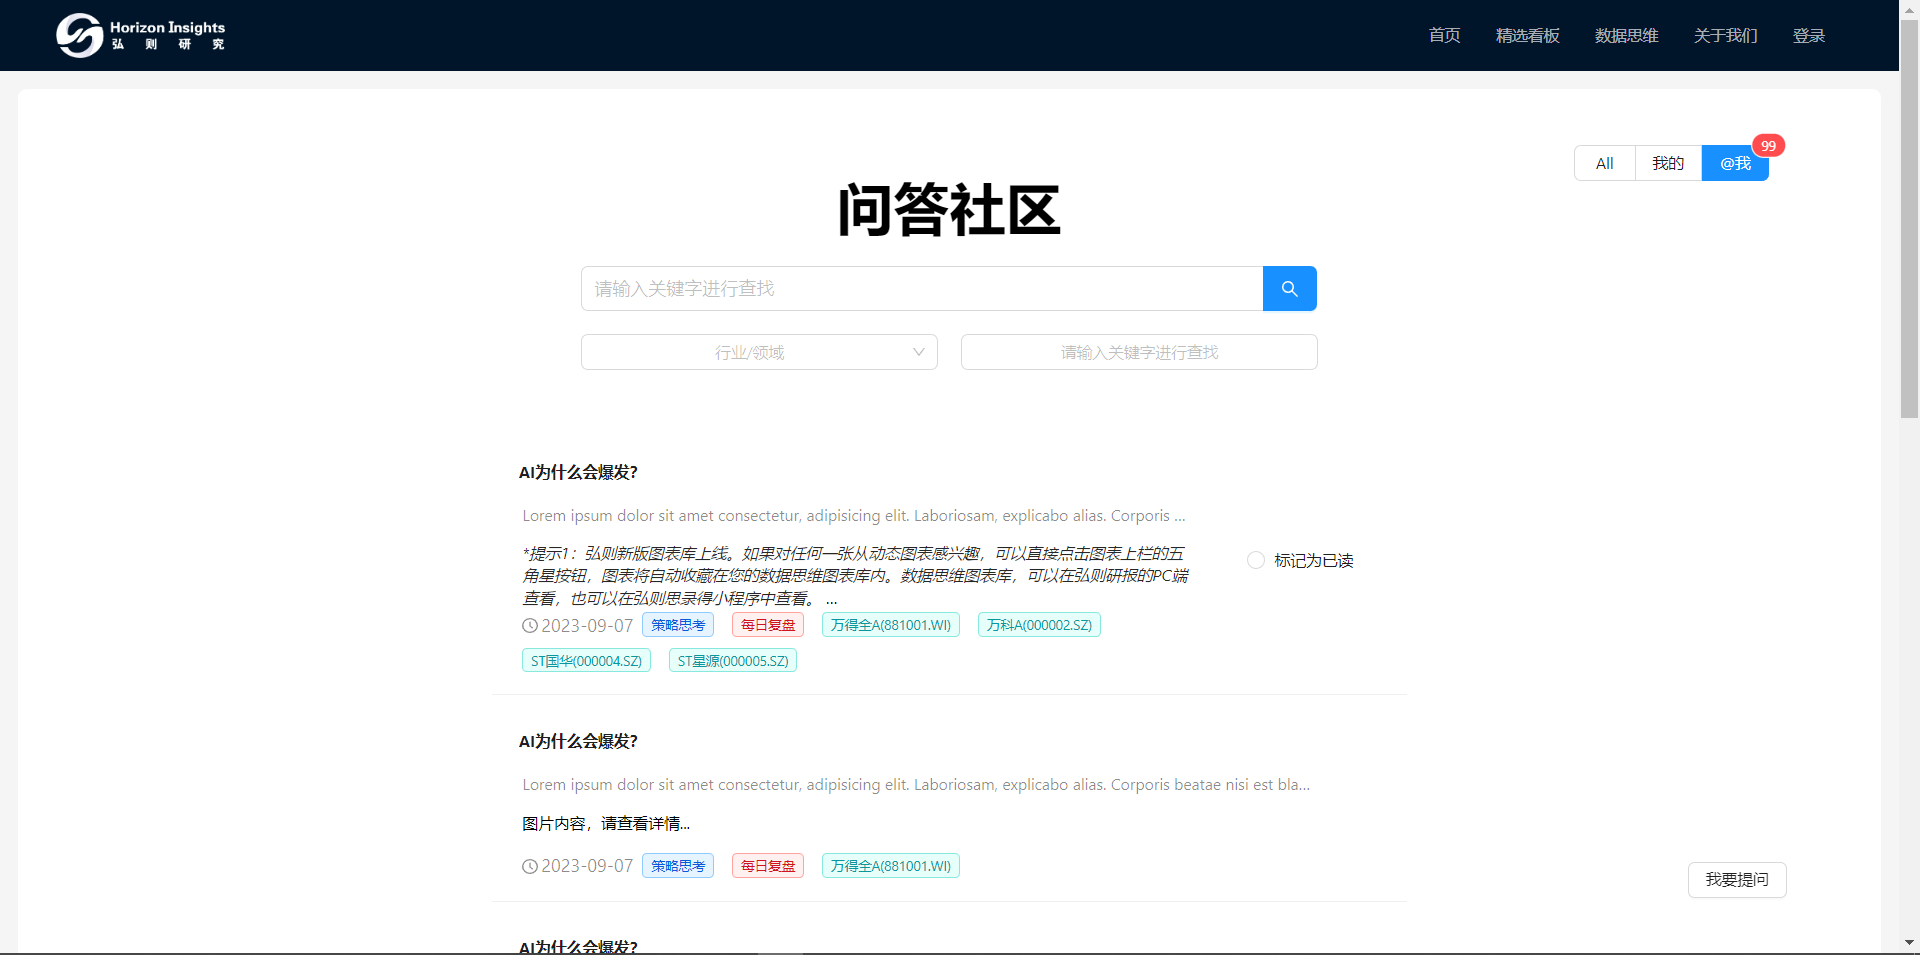 Horizon Insights
弘则研究
首页 精选看板 数据思维 关于我们 登录
99
All 我的 @我
问答社区
请输入关键字进行查找
行业/领域 请输入关键字进行查找
AI为什么会爆发?
Lorem ipsum dolor sit amet consectetur, adipisicing elit. Laboriosam, explicabo alias. Corporis ...
*提示1：弘则新版图表库上线。如果对任何一张从动态图表感兴趣，可以直接点击图表上栏的五
角星按钮，图表将自动收藏在您的数据思维图表库内。数据思维图表库，可以在弘则研报的PC端
查看，也可以在弘则思录得小程序中查看。 ...
标记为已读
2023-09-07 策略思考 每日复盘 万得全A(881001.WI) 万科A(000002.SZ)
ST国华(000004.SZ) ST星源(000005.SZ)
AI为什么会爆发?
Lorem ipsum dolor sit amet consectetur, adipisicing elit. Laboriosam, explicabo alias. Corporis beatae nisi est bla...
图片内容，请查看详情...
2023-09-07 策略思考 每日复盘 万得全A(881001.WI)
我要提问
AI为什么会爆发?